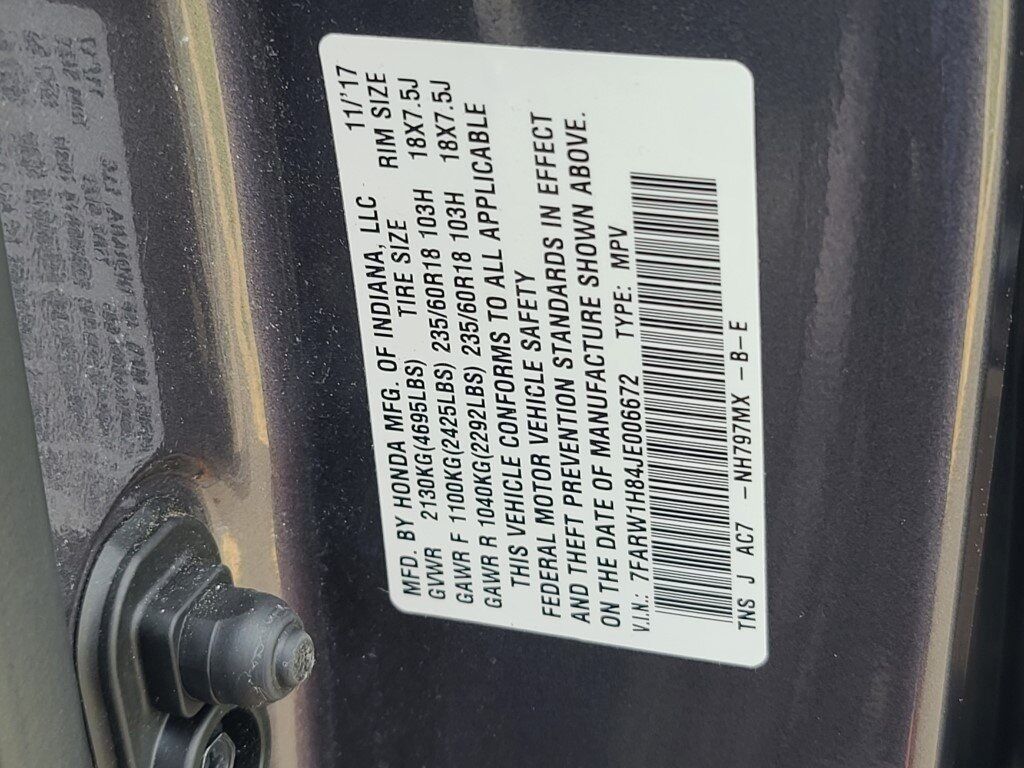 MFD. BY HONDA MFG. OF INDIANA, LLC 11/'17
GVWR 2130KG(4695LBS) TIRE SIZE RIM SIZE
GAWR F 1100KG(2425LBS) 235/60R18 103H 18X7.5J
GAWR R 1040KG(2292LBS) 235/60R18 103H 18X7.5J
THIS VEHICLE CONFORMS TO ALL APPLICABLE
FEDERAL MOTOR VEHICLE SAFETY
AND THEFT PREVENTION STANDARDS IN EFFECT
ON THE DATE OF MANUFACTURE SHOWN ABOVE.
V.I.N.: 7FARW1H84JE006672 TYPE: MPV
TNS J AC7 -NH797MX -B-E